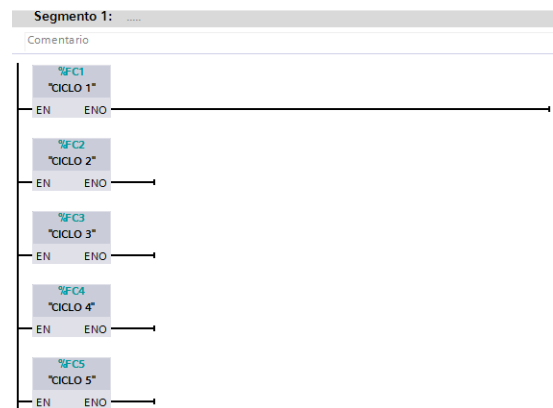 Segmento 1: .....
Comentario
%FC1
"CICLO 1"
EN ENO
%FC2
"CICLO 2"
EN ENO
%FC3
"CICLO 3"
EN ENO
%FC4
"CICLO 4"
EN ENO
%FC5
"CICLO 5"
EN ENO